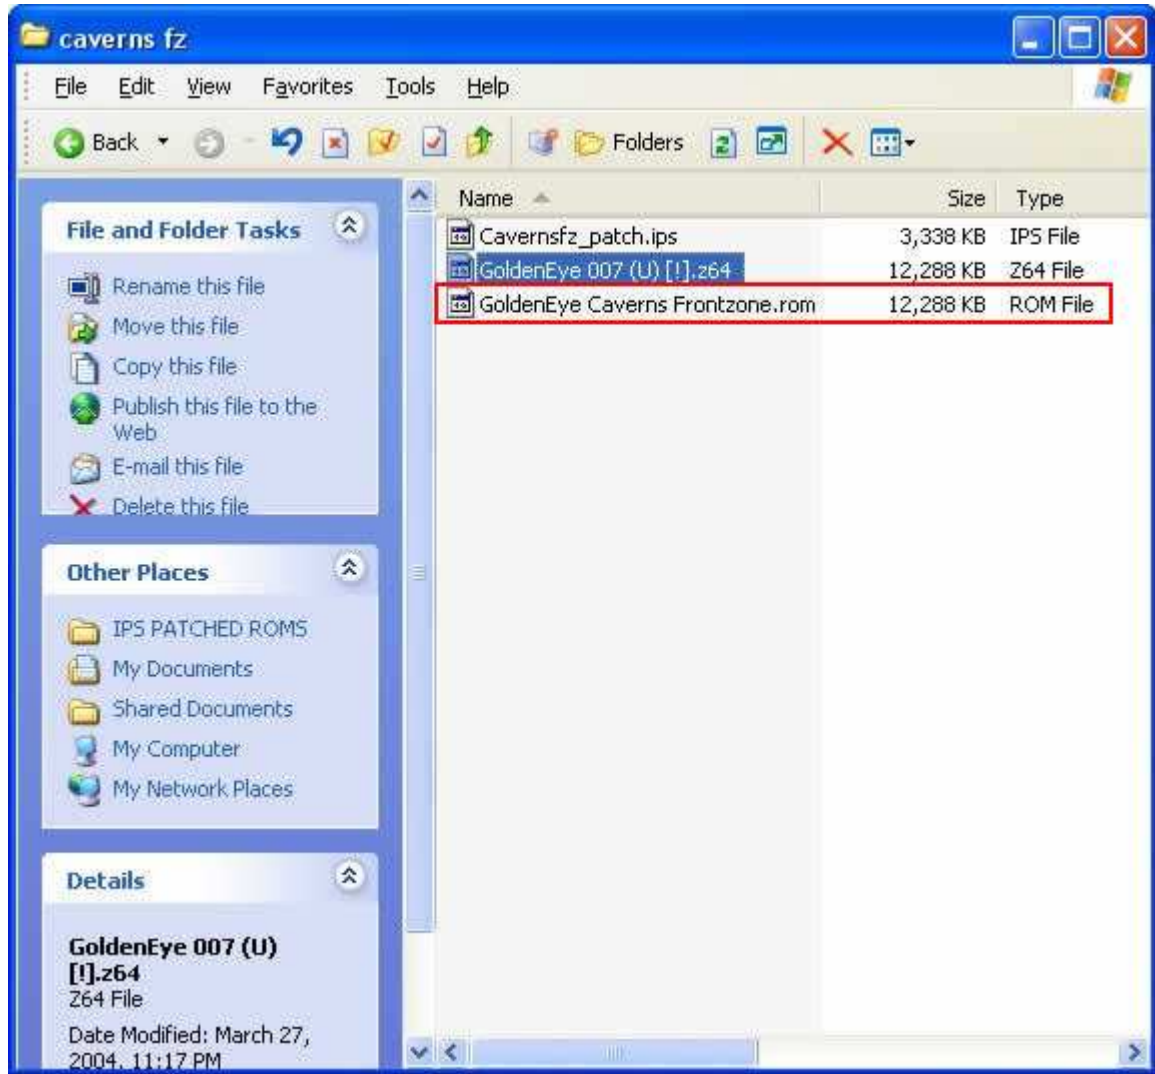 caverns fz
File Edit View Favorites Tools Help
Back Folders
Name Size Type
File and Folder Tasks
Rename this file
Move this file
Copy this file
Publish this file to the
Web
E-mail this file
Delete this file
Cavernsfz_patch.ips 3,338 KB IPS File
GoldenEye 007 (U) [!].z64 12,288 KB Z64 File
GoldenEye Caverns Frontzone.rom 12,288 KB ROM File
Other Places
IPS PATCHED ROMS
My Documents
Shared Documents
My Computer
My Network Places
Details
GoldenEye 007 (U)
[!].z64
Z64 File
Date Modified: March 27,
2004, 11:17 PM